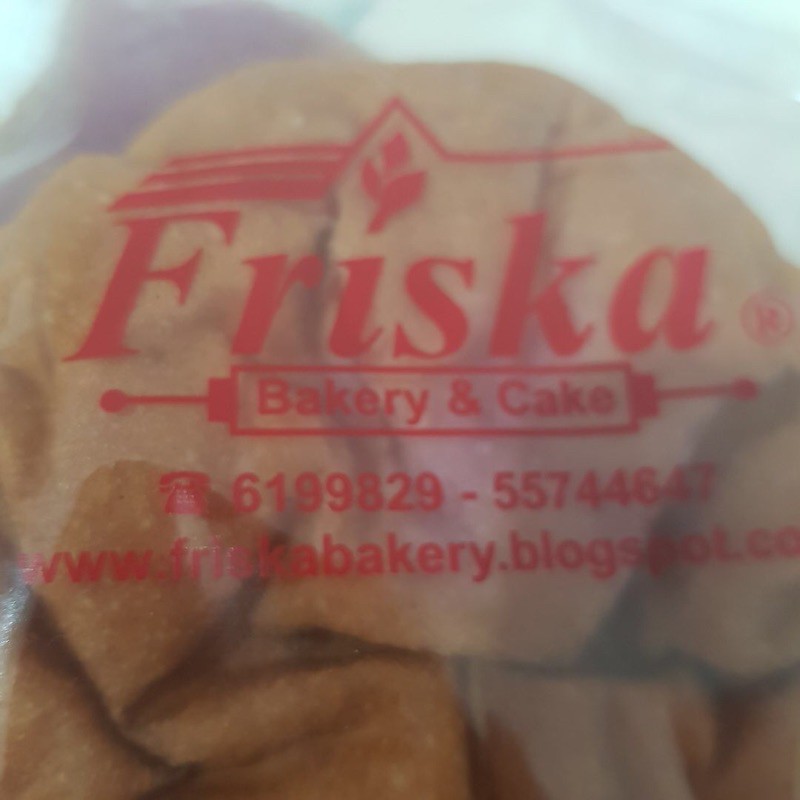 Friska ®
Bakery & Cake
☎ 6199829 - 55744647
www.friskabakery.blogspot.co